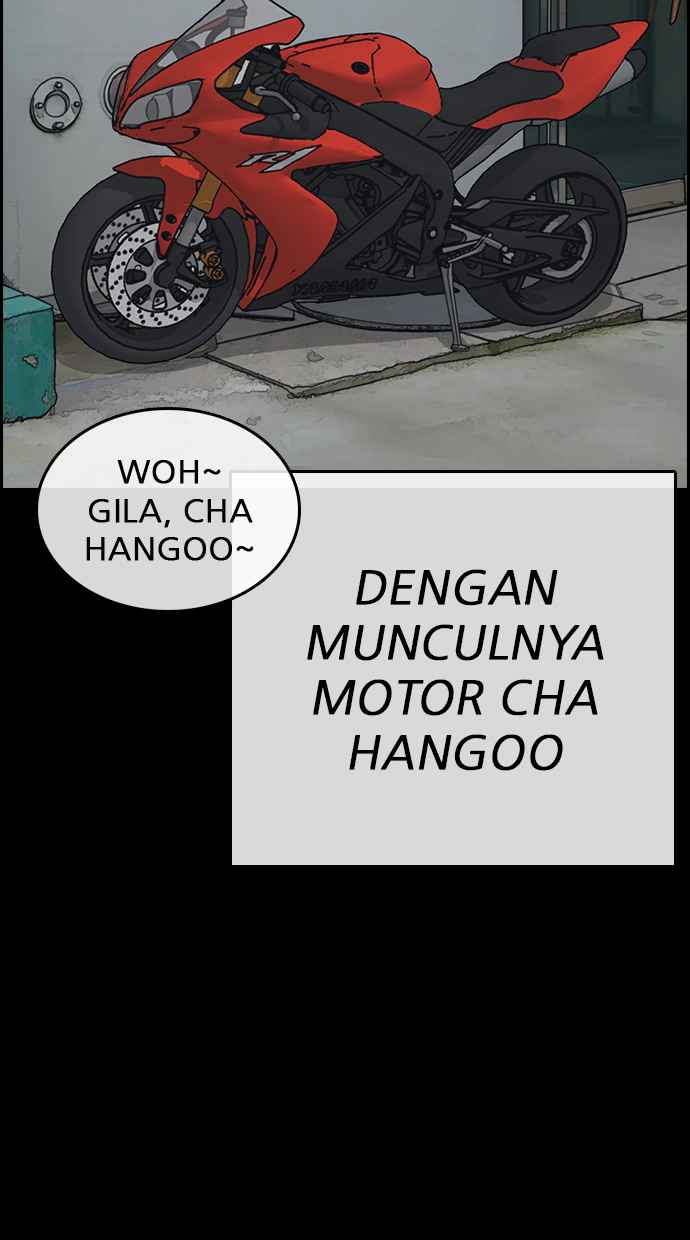 R1
WOH~
GILA, CHA
HANGOO~
DENGAN
MUNCULNYA
MOTOR CHA
HANGOO